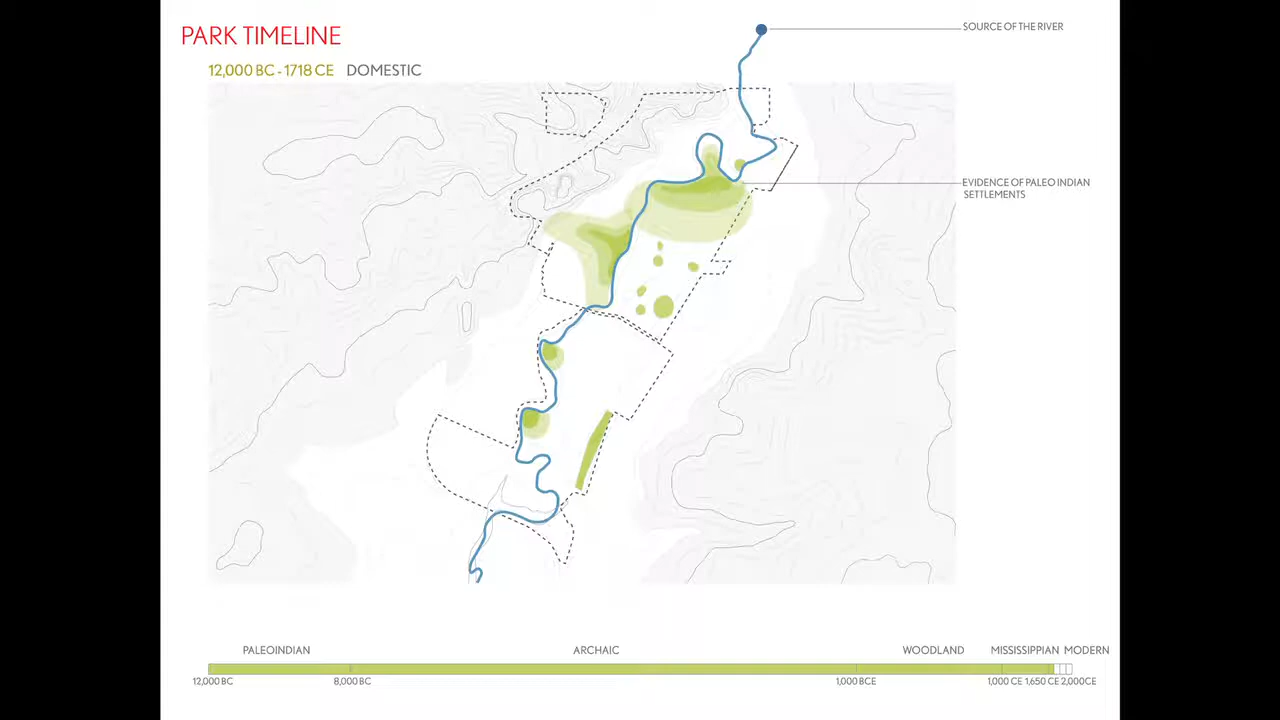 PARK TIMELINE
12,000 BC - 1718 CE DOMESTIC
SOURCE OF THE RIVER
EVIDENCE OF PALEO INDIAN
SETTLEMENTS
PALEOINDIAN ARCHAIC WOODLAND MISSISSIPPIAN MODERN
12,000 BC 8,000 BC 1,000 BCE 1,000 CE 1,650 CE 2,000CE